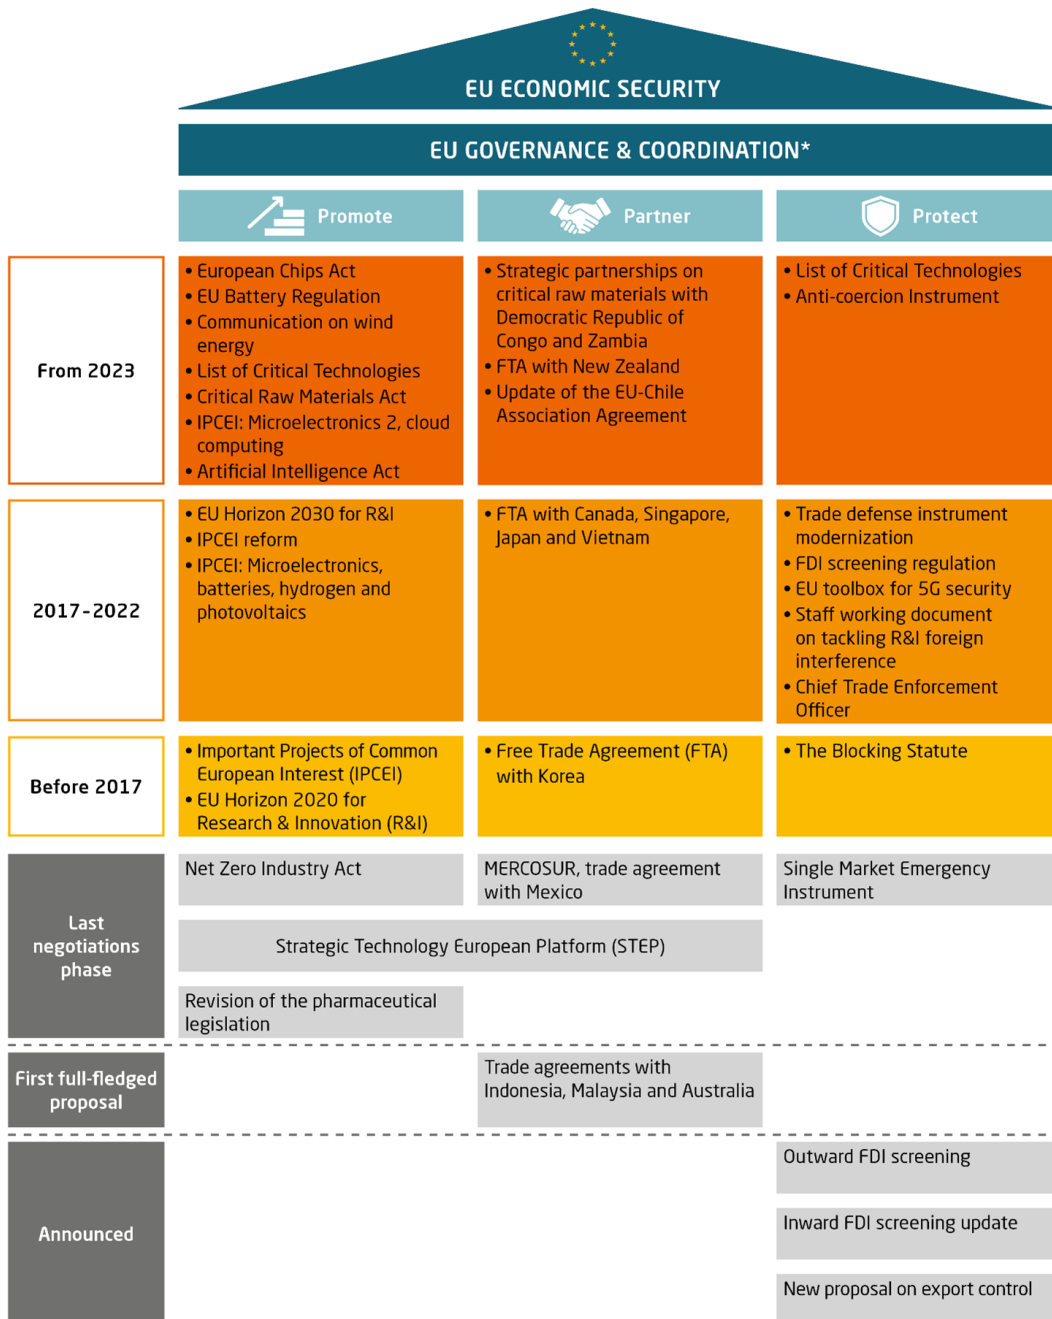 EU ECONOMIC SECURITY
EU GOVERNANCE & COORDINATION*
Promote
Partner
Protect
From 2023
• European Chips Act
• EU Battery Regulation
• Communication on wind
energy
• List of Critical Technologies
• Critical Raw Materials Act
• IPCEI: Microelectronics 2, cloud
computing
• Artificial Intelligence Act
• Strategic partnerships on
critical raw materials with
Democratic Republic of
Congo and Zambia
• FTA with New Zealand
• Update of the EU-Chile
Association Agreement
• List of Critical Technologies
• Anti-coercion Instrument
2017–2022
• EU Horizon 2030 for R&I
• IPCEI reform
• IPCEI: Microelectronics,
batteries, hydrogen and
photovoltaics
• FTA with Canada, Singapore,
Japan and Vietnam
• Trade defense instrument
modernization
• FDI screening regulation
• EU toolbox for 5G security
• Staff working document
on tackling R&I foreign
interference
• Chief Trade Enforcement
Officer
Before 2017
• Important Projects of Common
European Interest (IPCEI)
• EU Horizon 2020 for
Research & Innovation (R&I)
• Free Trade Agreement (FTA)
with Korea
• The Blocking Statute
Last
negotiations
phase
Net Zero Industry Act
MERCOSUR, trade agreement
with Mexico
Single Market Emergency
Instrument
Strategic Technology European Platform (STEP)
Revision of the pharmaceutical
legislation
First full-fledged
proposal
Trade agreements with
Indonesia, Malaysia and Australia
Announced
Outward FDI screening
Inward FDI screening update
New proposal on export control